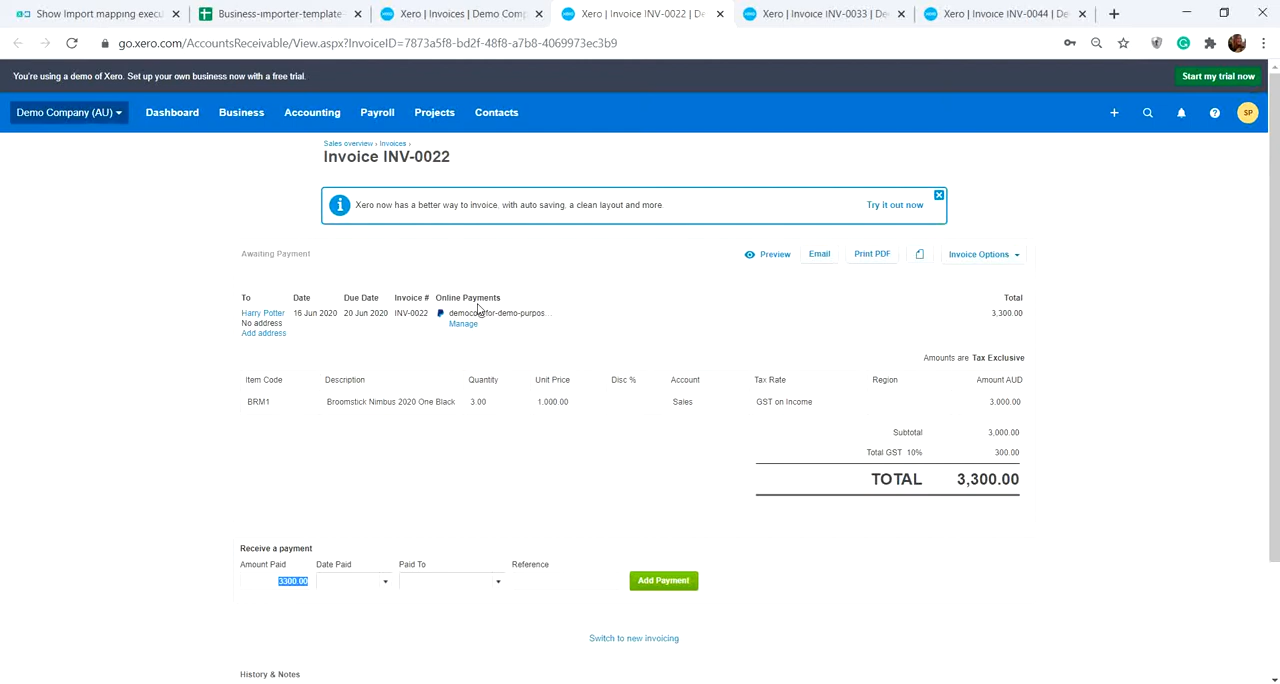 Show Import mapping execu
Business-importer-template-
Xero | Invoices | Demo Comp
Xero | Invoice INV-0022 | De
Xero | Invoice INV-0033 | De
Xero | Invoice INV-0044 | De
go.xero.com/AccountsReceivable/View.aspx?InvoiceID=7873a5f8-bd2f-48f8-a7b8-4069973ec3b9
You're using a demo of Xero. Set up your own business now with a free trial.
Start my trial now
Demo Company (AU) Dashboard Business Accounting Payroll Projects Contacts SP
Sales overview › Invoices ›
Invoice INV-0022
Xero now has a better way to invoice, with auto saving, a clean layout and more.
Try it out now
Awaiting Payment
Preview Email Print PDF Invoice Options
To Date Due Date Invoice # Online Payments Total
Harry Potter 16 Jun 2020 20 Jun 2020 INV-0022 3,300.00
No address Manage
Add address
Amounts are Tax Exclusive
Item Code Description Quantity Unit Price Disc % Account Tax Rate Region Amount AUD
BRM1 Broomstick Nimbus 2020 One Black 3.00 1,000.00 Sales GST on Income 3,000.00
Subtotal 3,000.00
Total GST 10% 300.00
TOTAL 3,300.00
Receive a payment
Amount Paid Date Paid Paid To Reference
3300.00
Add Payment
Switch to new invoicing
History & Notes